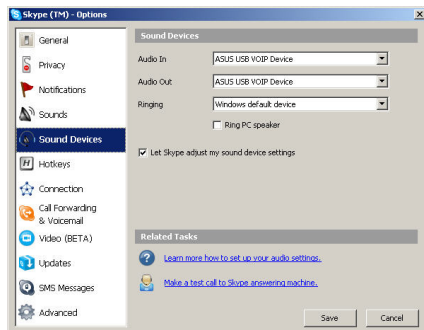 Skype (TM) - Options
General
Privacy
Notifications
Sounds
Sound Devices
Hotkeys
Connection
Call Forwarding
& Voicemail
Video (BETA)
Updates
SMS Messages
Advanced
Sound Devices
Audio In
ASUS USB VOIP Device
Audio Out
ASUS USB VOIP Device
Ringing
Windows default device
Ring PC speaker
Let Skype adjust my sound device settings
Related Tasks
Learn more how to set up your audio settings.
Make a test call to Skype answering machine.
Save
Cancel